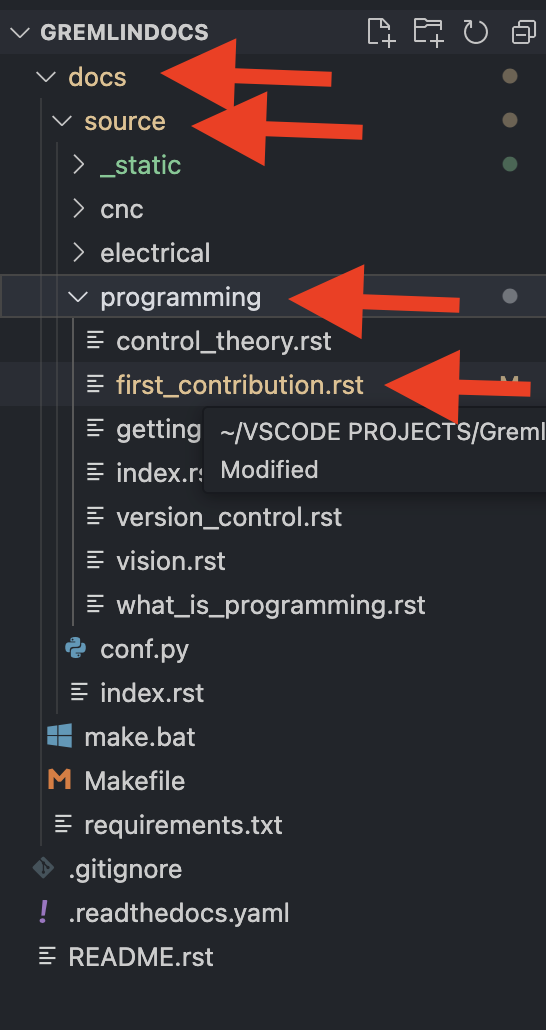 GREMLINDOCS
docs
source
_static
cnc
electrical
programming
control_theory.rst
first_contribution.rst M
getting
~/VSCODE PROJECTS/Greml
index.rs
Modified
version_control.rst
vision.rst
what_is_programming.rst
conf.py
index.rst
make.bat
M Makefile
requirements.txt
.gitignore
! .readthedocs.yaml
README.rst